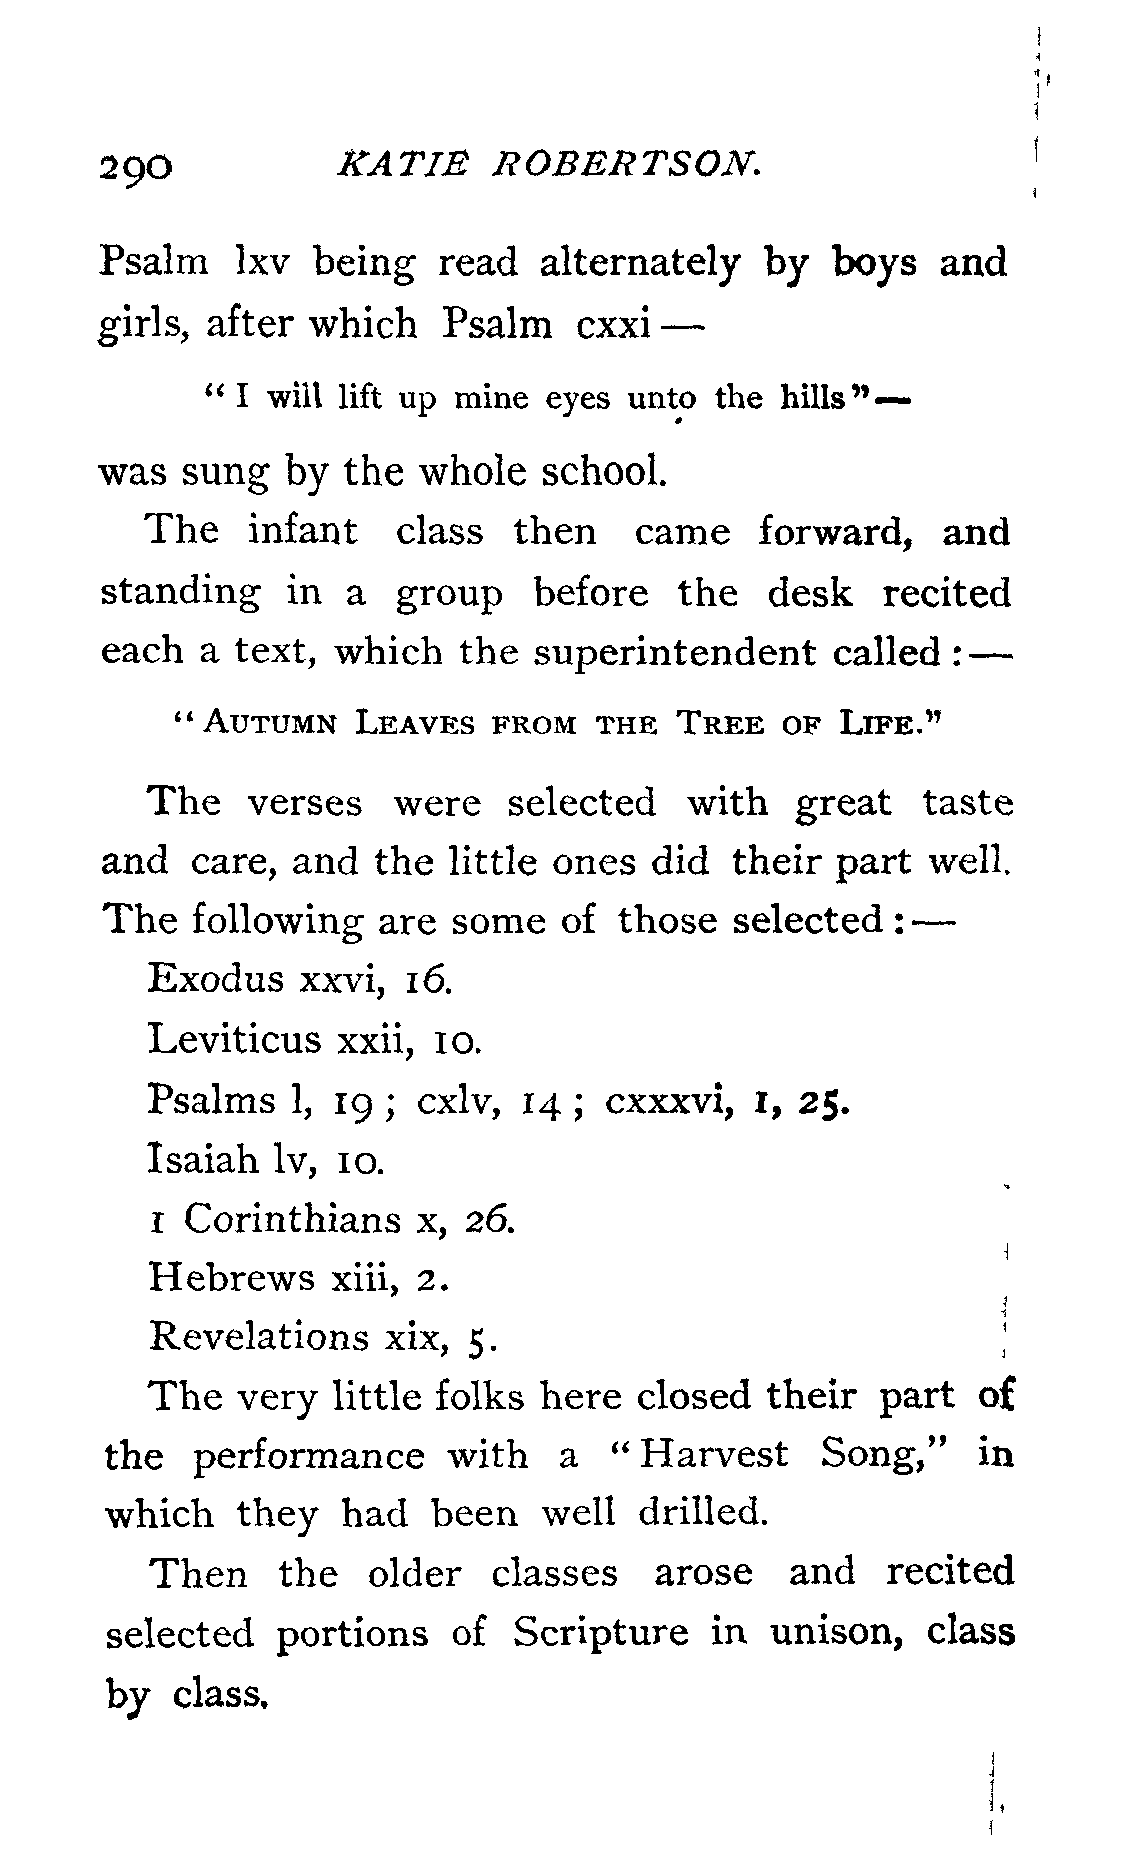 290 KATIE ROBERTSON.
Psalm lxv being read alternately by boys and
girls, after which Psalm cxxi —
“ I will lift up mine eyes unto the hills”—
was sung by the whole school.
The infant class then came forward, and
standing in a group before the desk recited
each a text, which the superintendent called :—
“ AUTUMN LEAVES FROM THE TREE OF LIFE.”
The verses were selected with great taste
and care, and the little ones did their part well.
The following are some of those selected :—
Exodus xxvi, 16.
Leviticus xxii, 10.
Psalms l, 19 ; cxlv, 14 ; cxxxvi, 1, 25.
Isaiah lv, 10.
1 Corinthians x, 26.
Hebrews xiii, 2.
Revelations xix, 5.
The very little folks here closed their part of
the performance with a “ Harvest Song,” in
which they had been well drilled.
Then the older classes arose and recited
selected portions of Scripture in unison, class
by class.